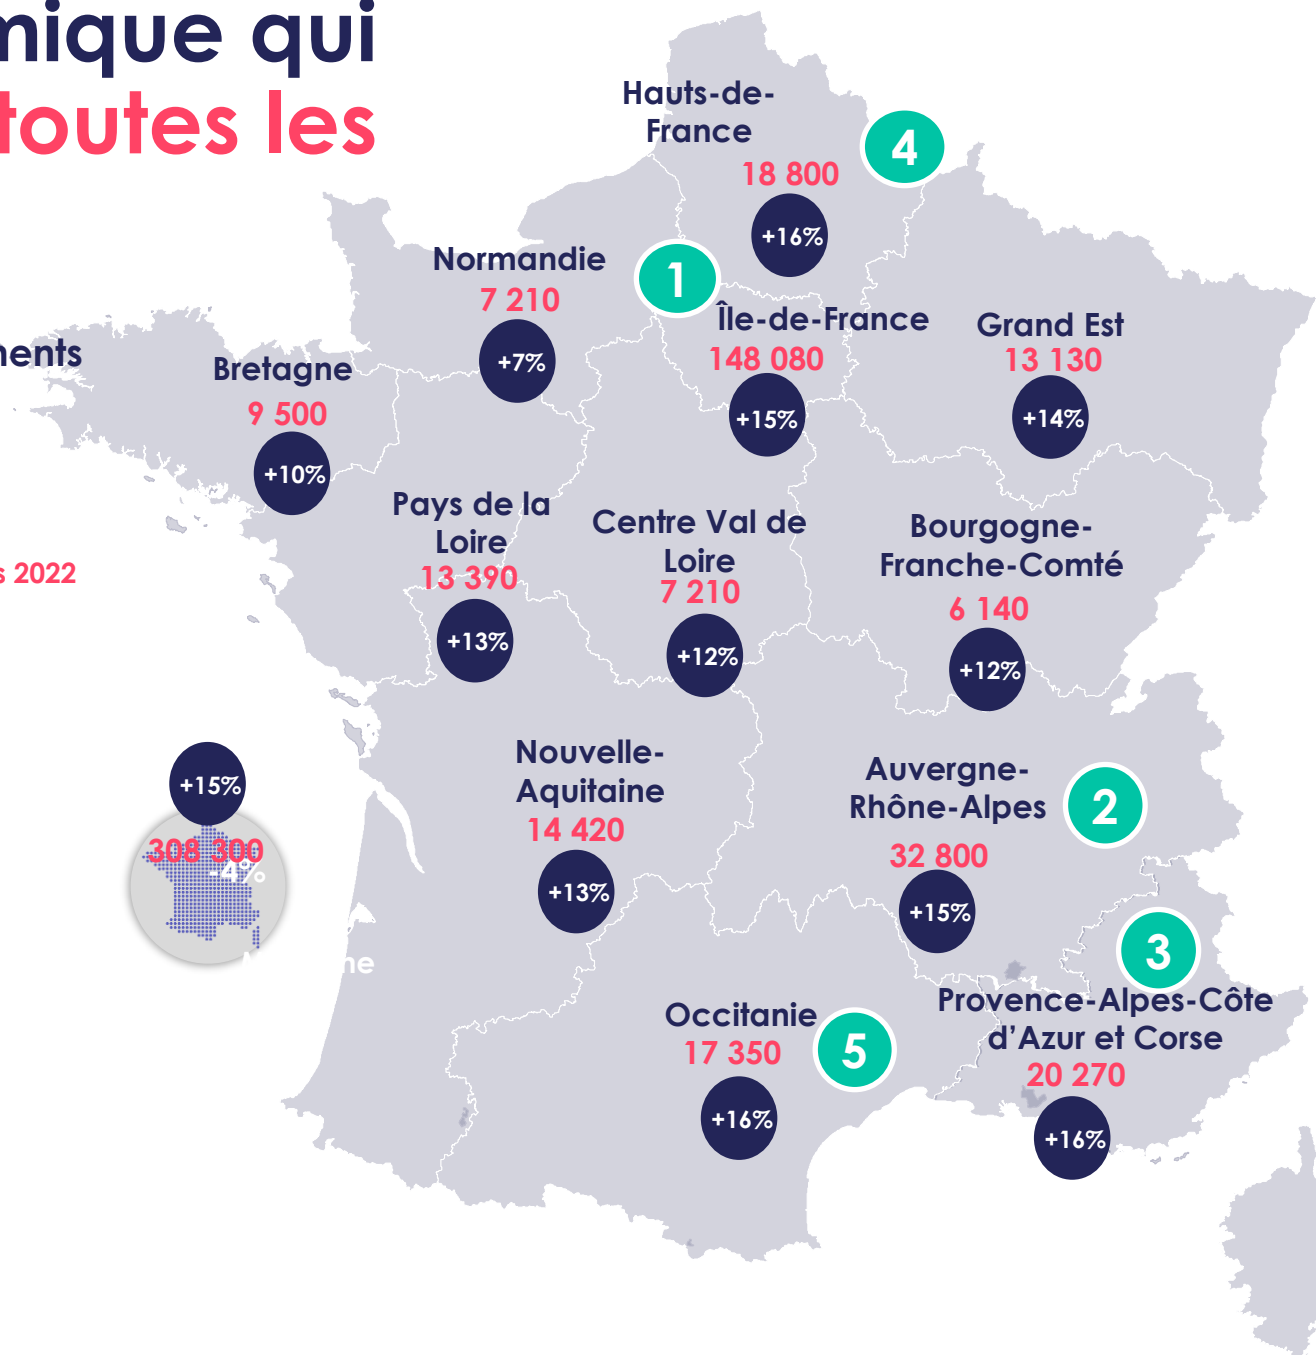 mique qui
toutes les
Hauts-de-
France
18 800
+16%
4
Normandie
7 210
+7%
1
Île-de-France
148 080
+15%
Grand Est
13 130
+14%
ments
Bretagne
9 500
+10%
Pays de la
Loire
13 390
+13%
Centre Val de
Loire
7 210
+12%
Bourgogne-
Franche-Comté
6 140
+12%
s 2022
+15%
308 300
-4%
Nouvelle-
Aquitaine
14 420
+13%
Auvergne-
Rhône-Alpes
32 800
+15%
2
3
Provence-Alpes-Côte
d’Azur et Corse
20 270
+16%
Occitanie
17 350
+16%
5